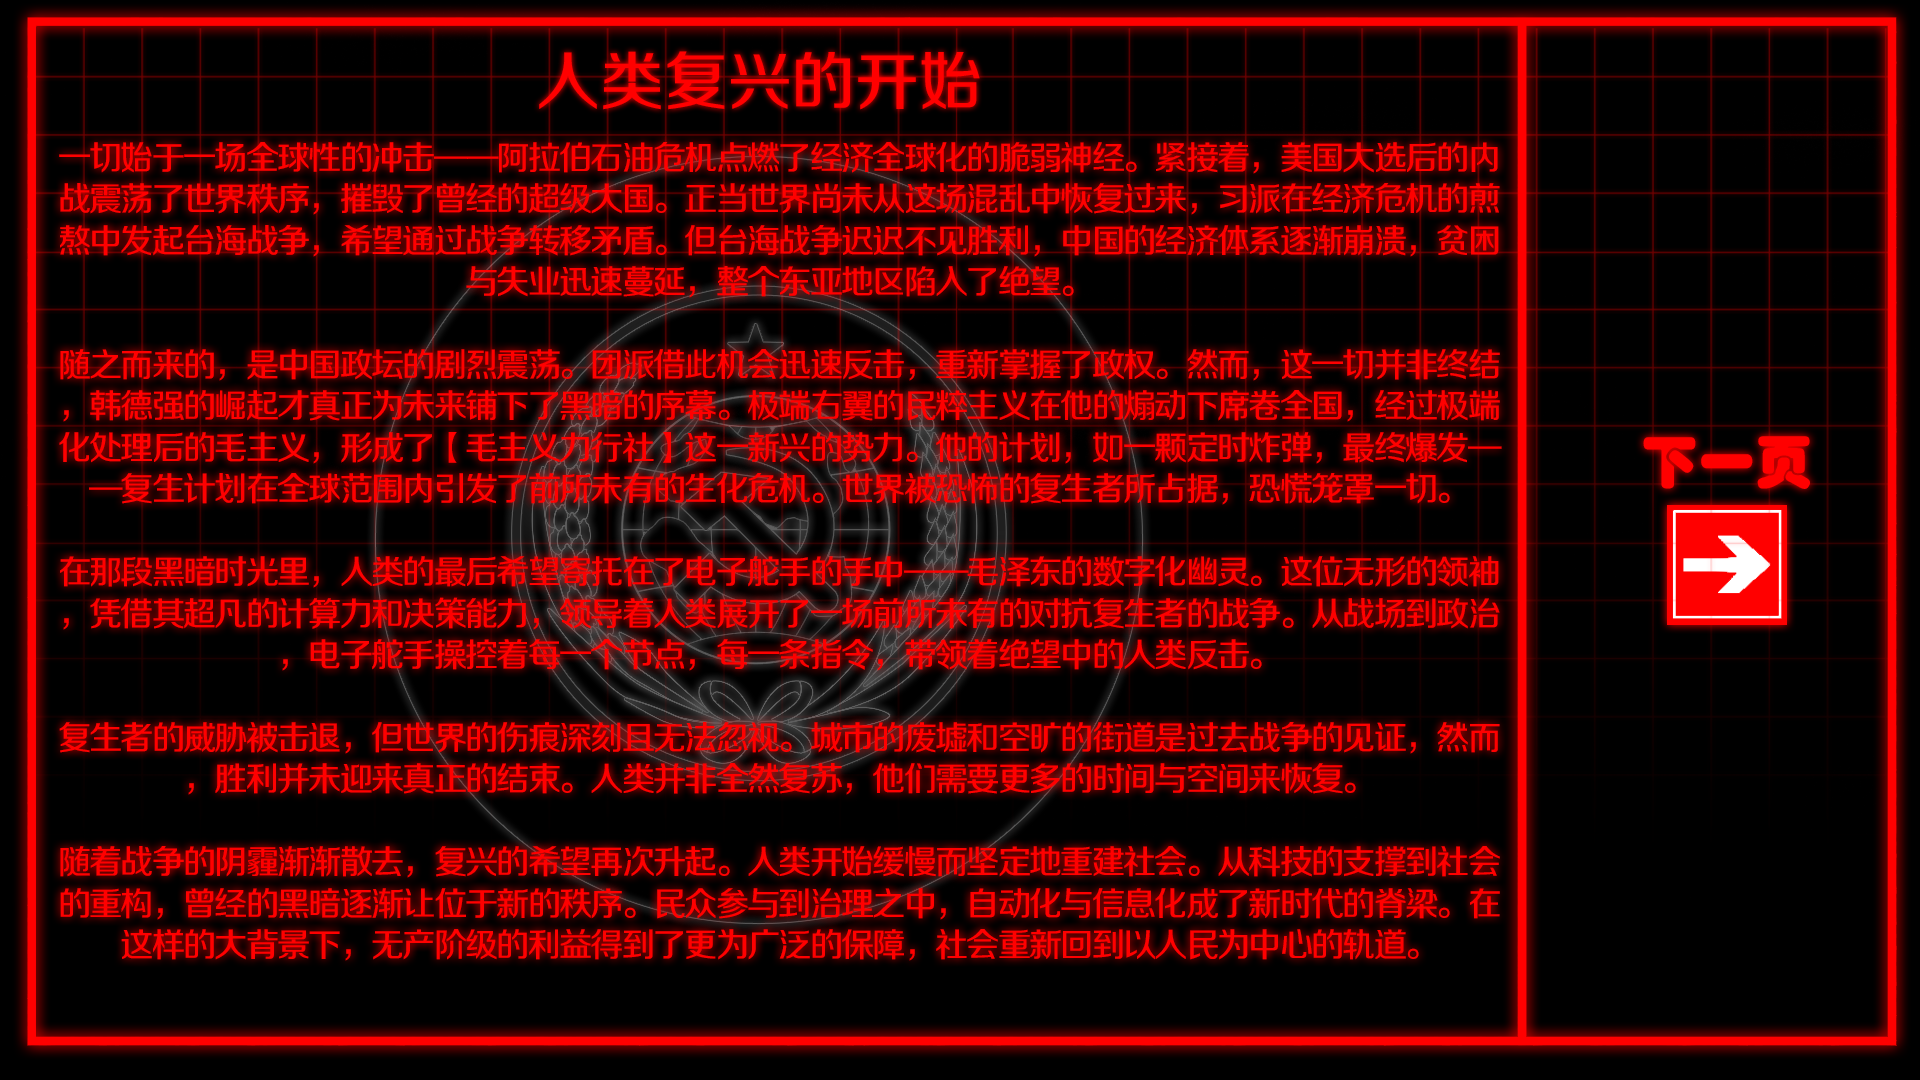 人类复兴的开始
一切始于一场全球性的冲击——阿拉伯石油危机点燃了经济全球化的脆弱神经。紧接着，美国大选后的内
战震荡了世界秩序，摧毁了曾经的超级大国。正当世界尚未从这场混乱中恢复过来，习派在经济危机的煎
熬中发起台海战争，希望通过战争转移矛盾。但台海战争迟迟不见胜利，中国的经济体系逐渐崩溃，贫困
与失业迅速蔓延，整个东亚地区陷入了绝望。
随之而来的，是中国政坛的剧烈震荡。团派借此机会迅速反击，重新掌握了政权。然而，这一切并非终结
，韩德强的崛起才真正为未来铺下了黑暗的序幕。极端右翼的民粹主义在他的煽动下席卷全国，经过极端
化处理后的毛主义，形成了【毛主义力行社】这一新兴的势力。他的计划，如一颗定时炸弹，最终爆发—
—复生计划在全球范围内引发了前所未有的生化危机。世界被恐怖的复生者所占据，恐慌笼罩一切。
在那段黑暗时光里，人类的最后希望寄托在了电子舵手的手中——毛泽东的数字化幽灵。这位无形的领袖
，凭借其超凡的计算力和决策能力，领导着人类展开了一场前所未有的对抗复生者的战争。从战场到政治
，电子舵手操控着每一个节点，每一条指令，带领着绝望中的人类反击。
复生者的威胁被击退，但世界的伤痕深刻且无法忽视。城市的废墟和空旷的街道是过去战争的见证，然而
，胜利并未迎来真正的结束。人类并非全然复苏，他们需要更多的时间与空间来恢复。
随着战争的阴霾渐渐散去，复兴的希望再次升起。人类开始缓慢而坚定地重建社会。从科技的支撑到社会
的重构，曾经的黑暗逐渐让位于新的秩序。民众参与到治理之中，自动化与信息化成了新时代的脊梁。在
这样的大背景下，无产阶级的利益得到了更为广泛的保障，社会重新回到以人民为中心的轨道。
下一页